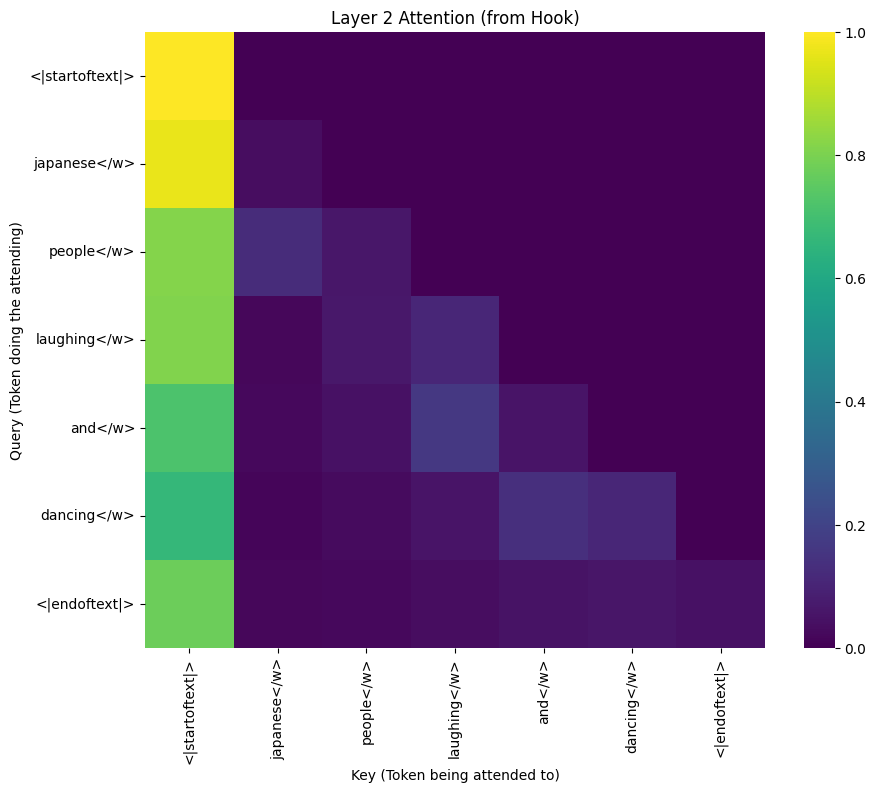 Layer 2 Attention (from Hook)
Query (Token doing the attending)
<|startoftext|>
japanese</w>
people</w>
laughing</w>
and</w>
dancing</w>
<|endoftext|>
1.0
0.8
0.6
0.4
0.2
0.0
<|startoftext|>
japanese</w>
people</w>
laughing</w>
and</w>
dancing</w>
<|endoftext|>
Key (Token being attended to)